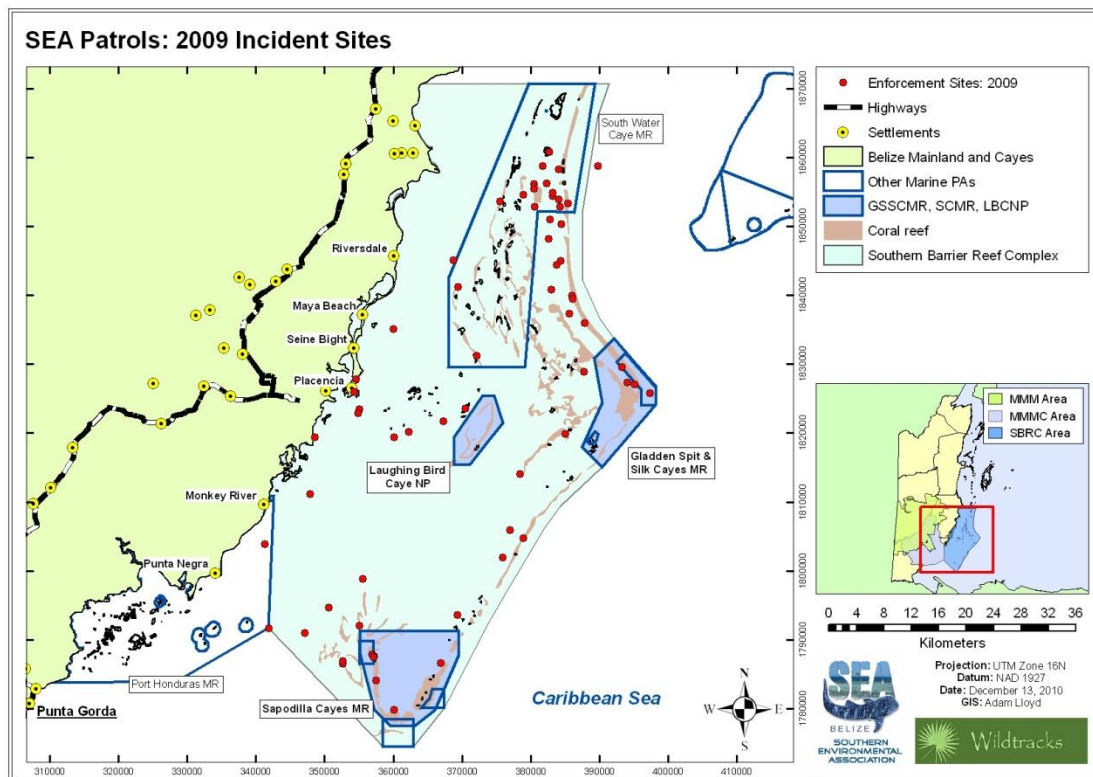 SEA Patrols: 2009 Incident Sites
South Water
Caye MR
Riversdale
Maya Beach
Seine Bight
Placencia
Laughing Bird
Caye NP
Gladden Spit &
Silk Cayes MR
Monkey River
Punta Negra
Port Honduras MR
Punta Gorda
Sapodilla Cayes MR
Caribbean Sea
N
W E
S
1870000
1860000
1850000
1840000
1830000
1820000
1810000
1800000
1790000
1780000
310000 320000 330000 340000 350000 360000 370000 380000 390000 400000 410000
Enforcement Sites: 2009
Highways
Settlements
Belize Mainland and Cayes
Other Marine PAs
GSSCMR, SCMR, LBCNP
Coral reef
Southern Barrier Reef Complex
MMM Area
MMMC Area
SBRC Area
0 2 4 8 12 16 20 24 28 32 36
Kilometers
SEA
BELIZE
SOUTHERN
ENVIRONMENTAL
ASSOCIATION
Projection: UTM Zone 16N
Datum: NAD 1927
Date: December 13, 2010
GIS: Adam Lloyd
Wildtracks